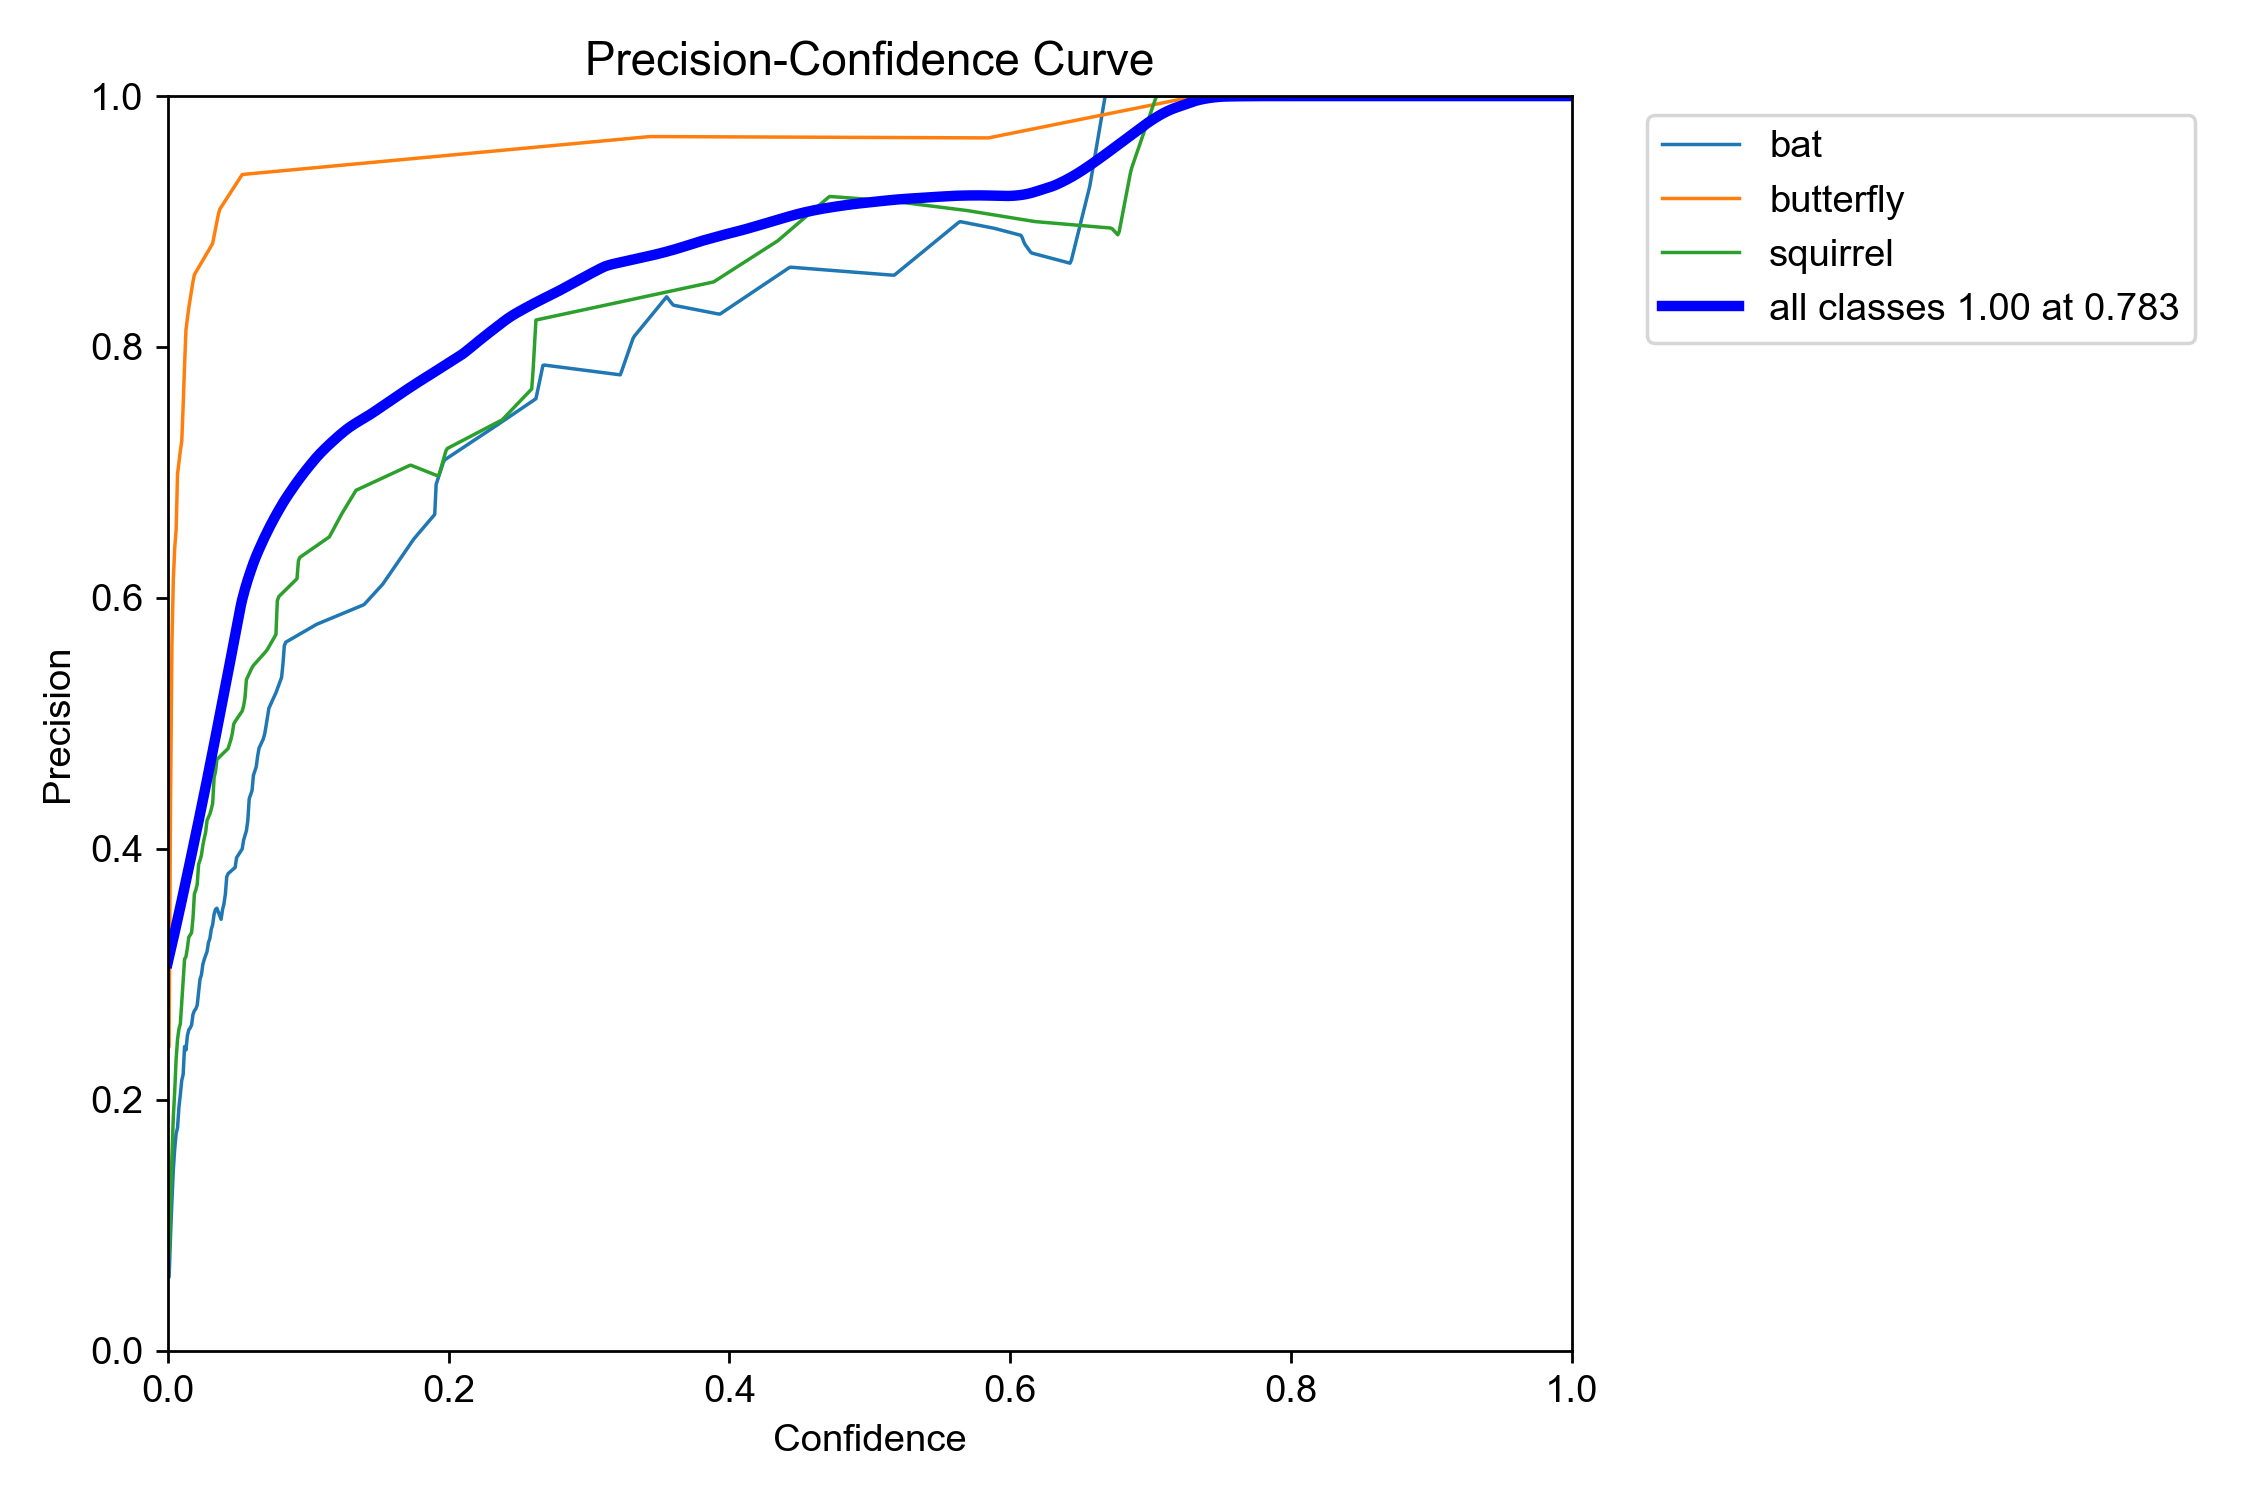 Precision-Confidence Curve
1.0
0.8
0.6
0.4
0.2
0.0
Precision
0.0 0.2 0.4 0.6 0.8 1.0
Confidence
bat
butterfly
squirrel
all classes 1.00 at 0.783